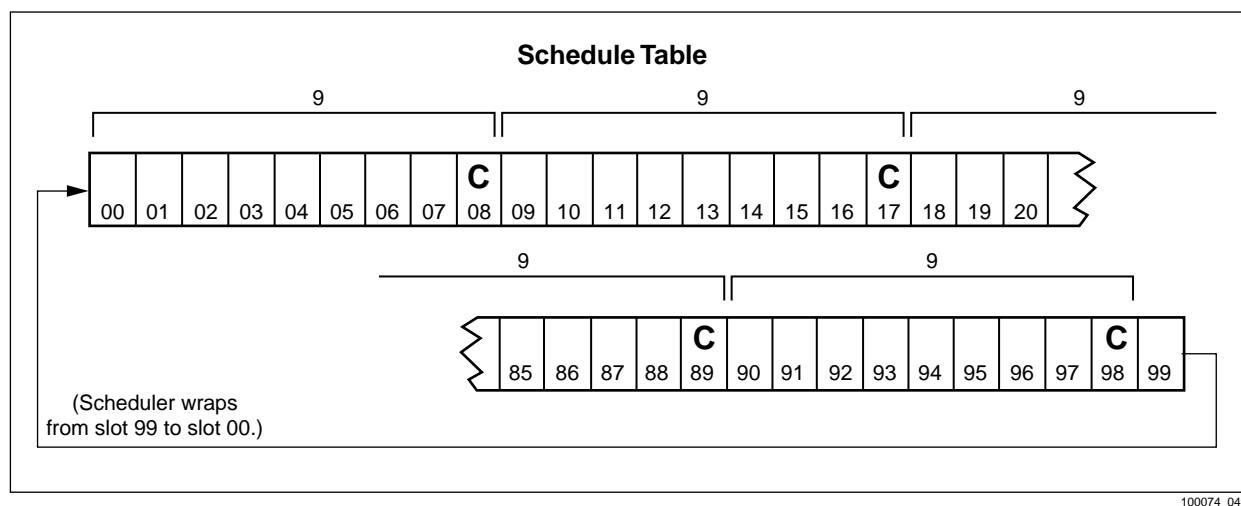 Schedule Table
9 9 9
C C
00 01 02 03 04 05 06 07 08 09 10 11 12 13 14 15 16 17 18 19 20
9 9
C C
85 86 87 88 89 90 91 92 93 94 95 96 97 98 99
(Scheduler wraps
from slot 99 to slot 00.)
100074_04